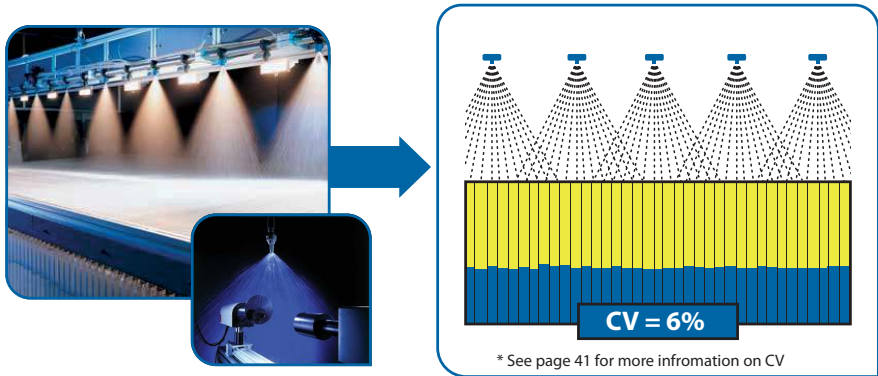 CV = 6%
* See page 41 for more infromation on CV